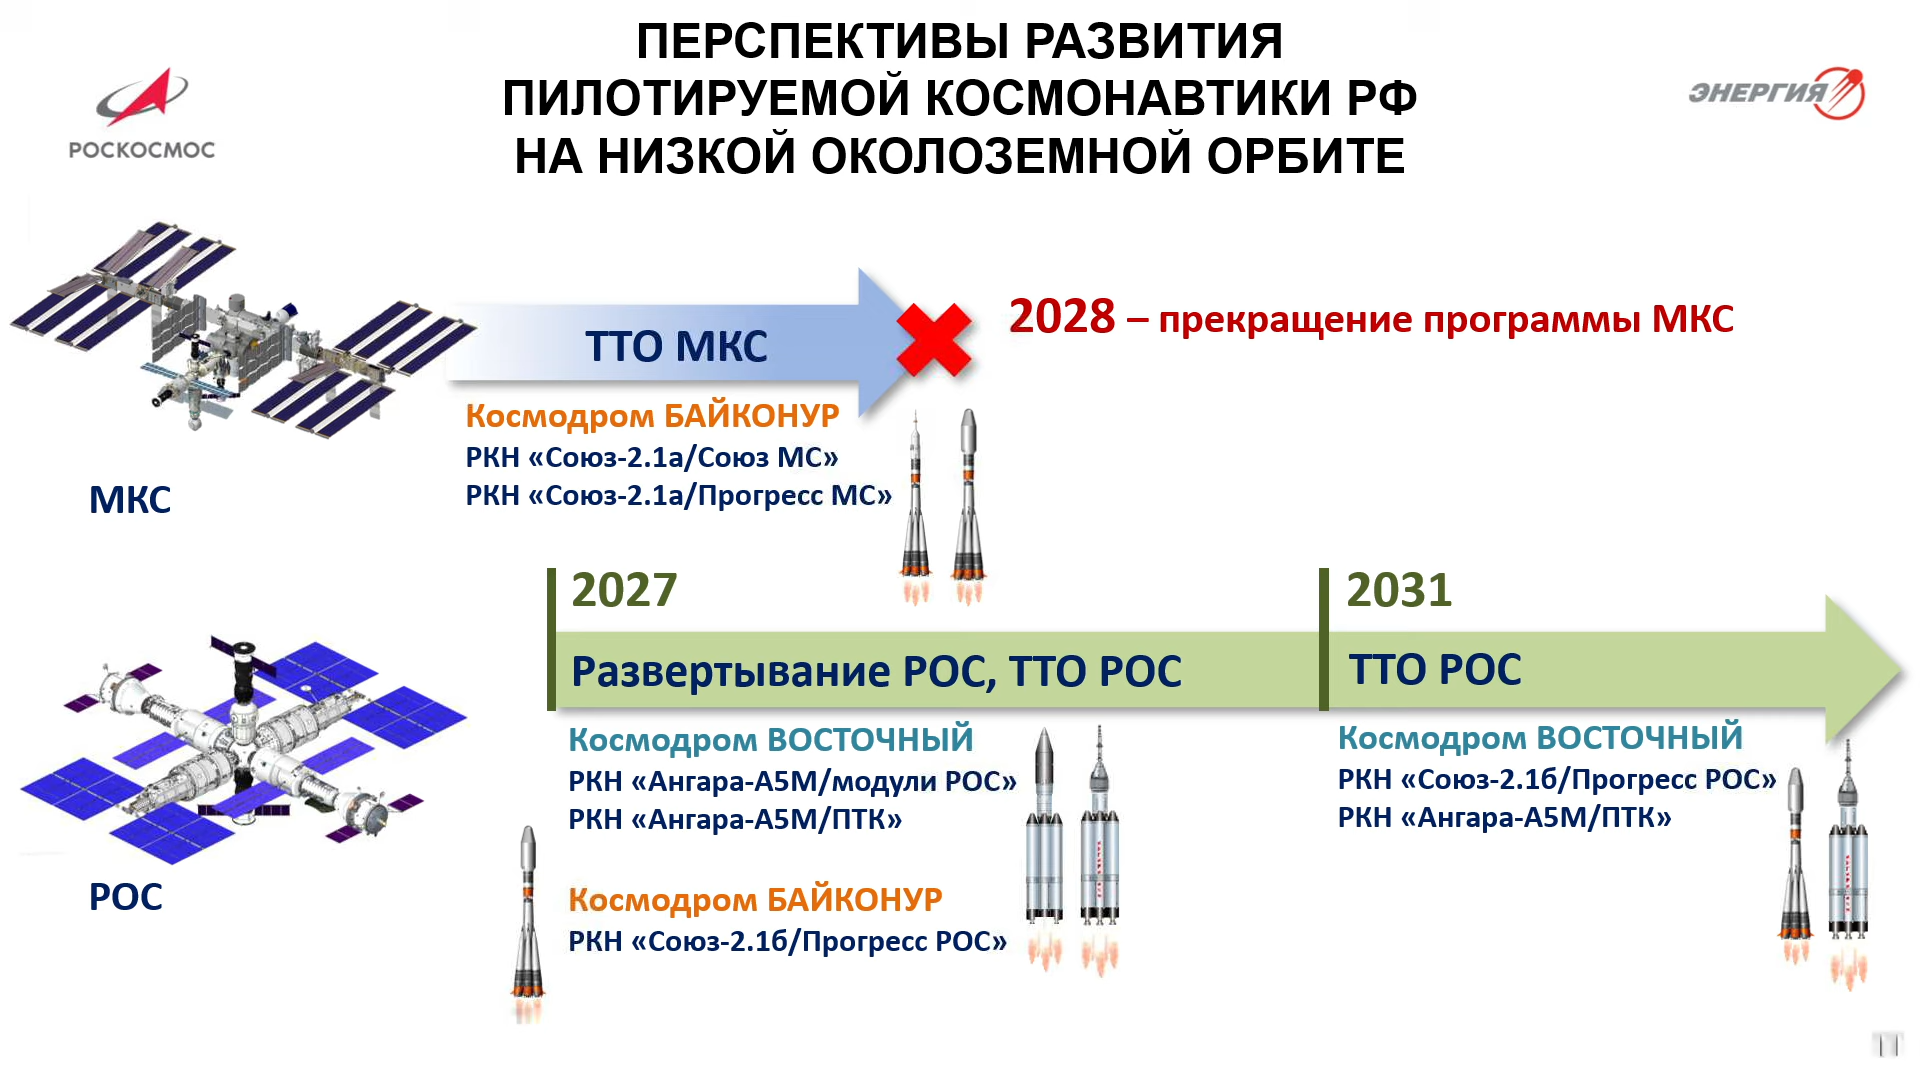 ПЕРСПЕКТИВЫ РАЗВИТИЯ
ПИЛОТИРУЕМОЙ КОСМОНАВТИКИ РФ
НА НИЗКОЙ ОКОЛОЗЕМНОЙ ОРБИТЕ
РОСКОСМОС
ЭНЕРГИЯ
ТТО МКС
2028 – прекращение программы МКС
Космодром БАЙКОНУР
РКН «Союз-2.1а/Союз МС»
РКН «Союз-2.1а/Прогресс МС»
МКС
2027
2031
Развертывание РОС, ТТО РОС
ТТО РОС
Космодром ВОСТОЧНЫЙ
РКН «Ангара-А5М/модули РОС»
РКН «Ангара-А5М/ПТК»
Космодром БАЙКОНУР
РКН «Союз-2.1б/Прогресс РОС»
Космодром ВОСТОЧНЫЙ
РКН «Союз-2.1б/Прогресс РОС»
РКН «Ангара-А5М/ПТК»
РОС